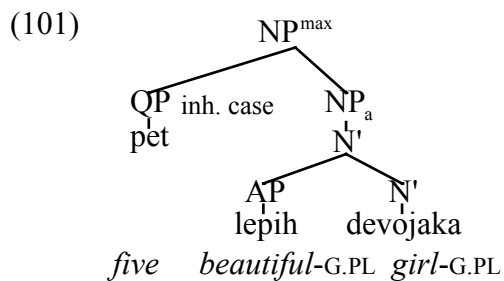 (101)
NPmax
QP inh. case NPa
pet N'
AP N'
lepih devojaka
five beautiful-G.PL girl-G.PL